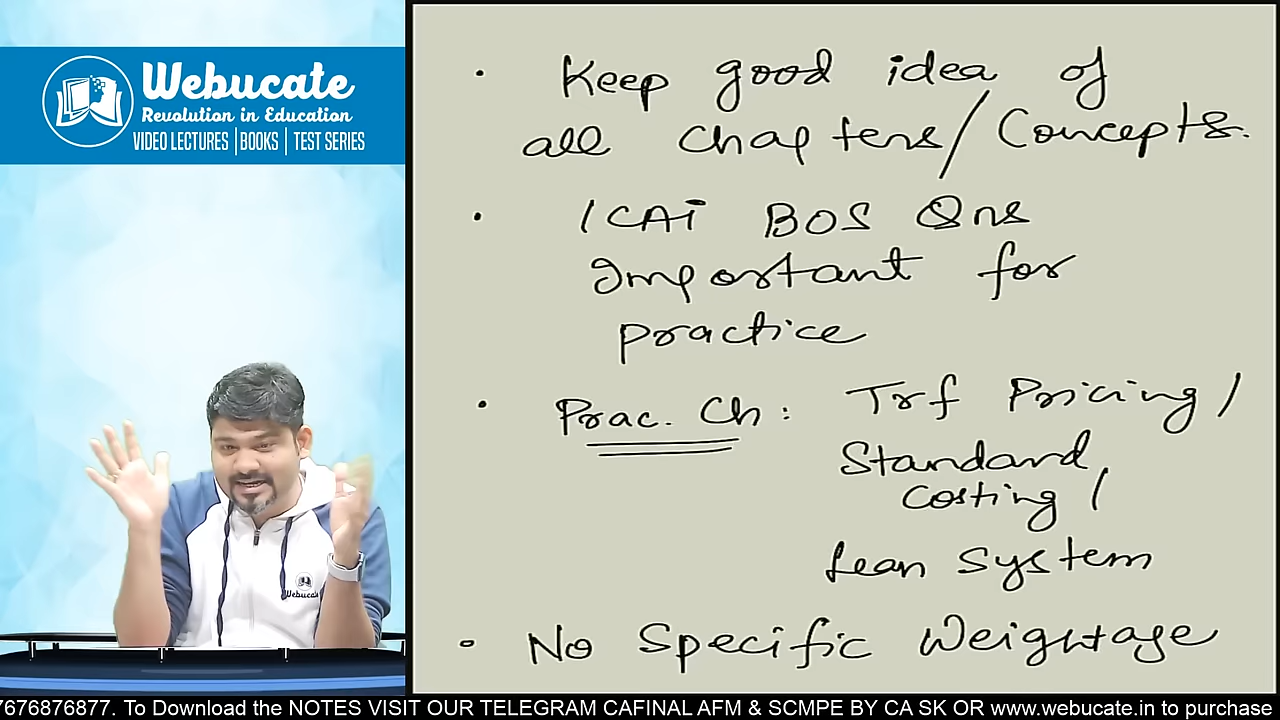 Webucate
Revolution in Education
VIDEO LECTURES | BOOKS | TEST SERIES
• Keep good idea of
all Chapters/Concepts.
• ICAI BOS Qns
Important for
practice
• Prac. Ch: Trf Pricing/
Standard
Costing/
Lean System
• No Specific Weightage
Webucate
7676876877. To Download the NOTES VISIT OUR TELEGRAM CAFINAL AFM & SCMPE BY CA SK OR www.webucate.in to purchase